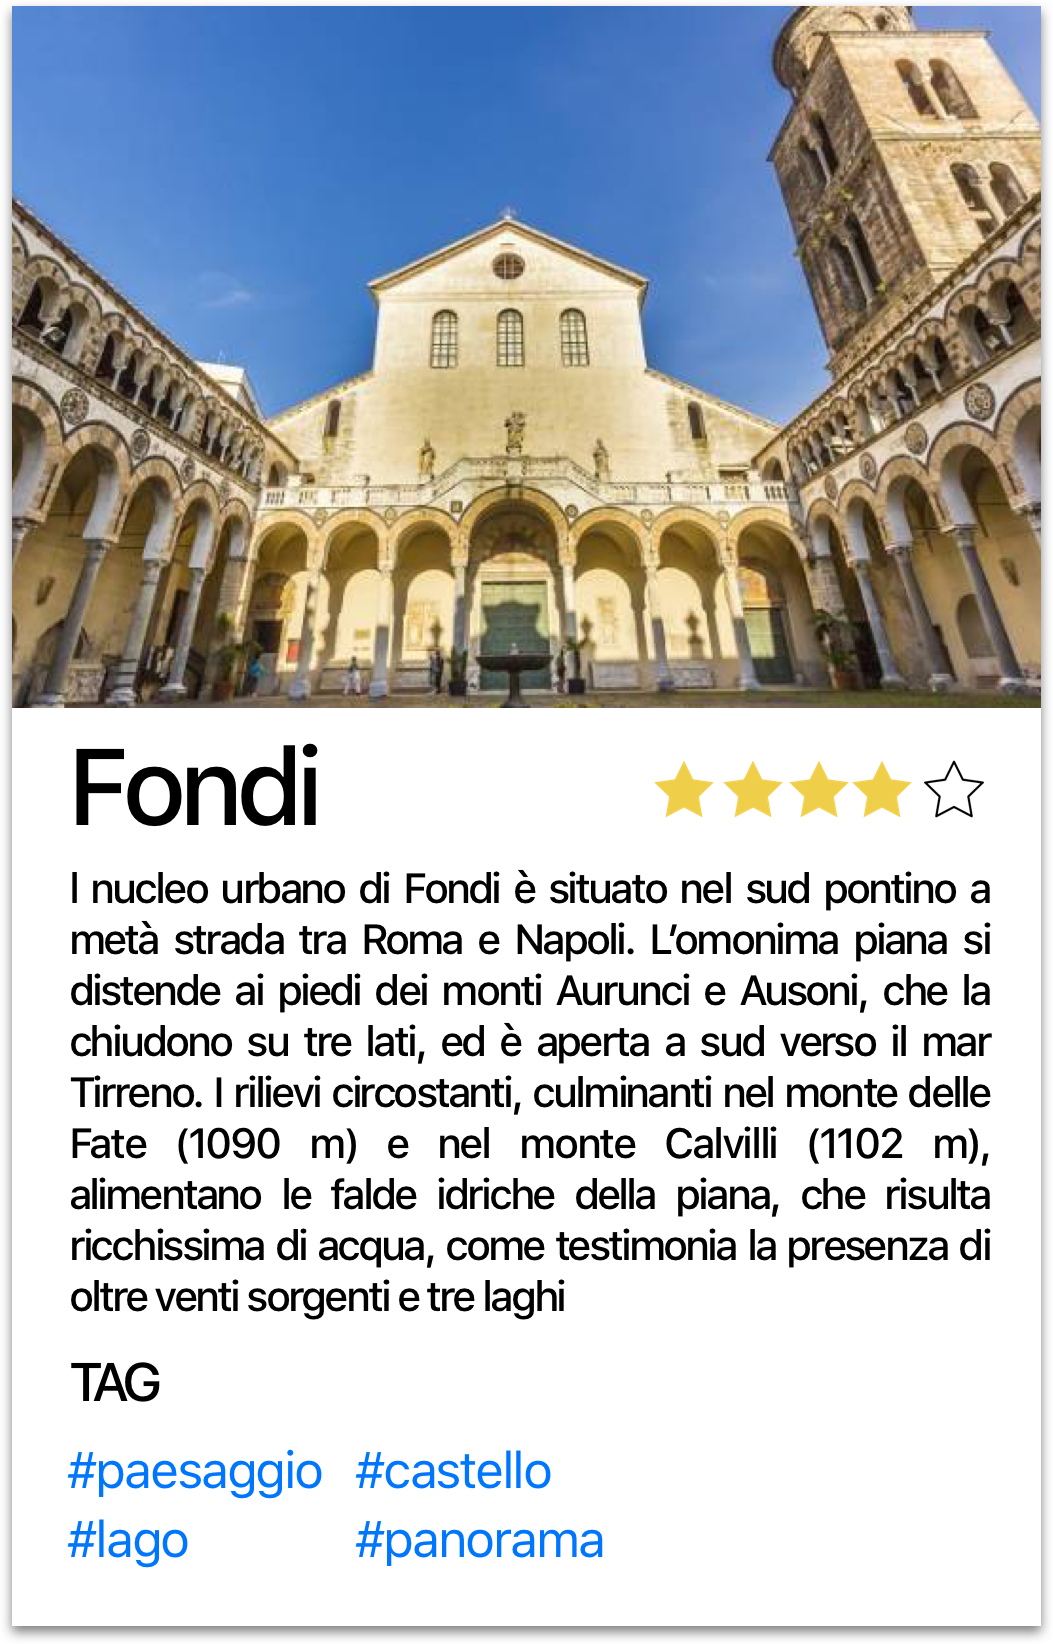 Fondi
l nucleo urbano di Fondi è situato nel sud pontino a
metà strada tra Roma e Napoli. L’omonima piana si
distende ai piedi dei monti Aurunci e Ausoni, che la
chiudono su tre lati, ed è aperta a sud verso il mar
Tirreno. I rilievi circostanti, culminanti nel monte delle
Fate (1090 m) e nel monte Calvilli (1102 m),
alimentano le falde idriche della piana, che risulta
ricchissima di acqua, come testimonia la presenza di
oltre venti sorgenti e tre laghi
TAG
#paesaggio #castello
#lago #panorama